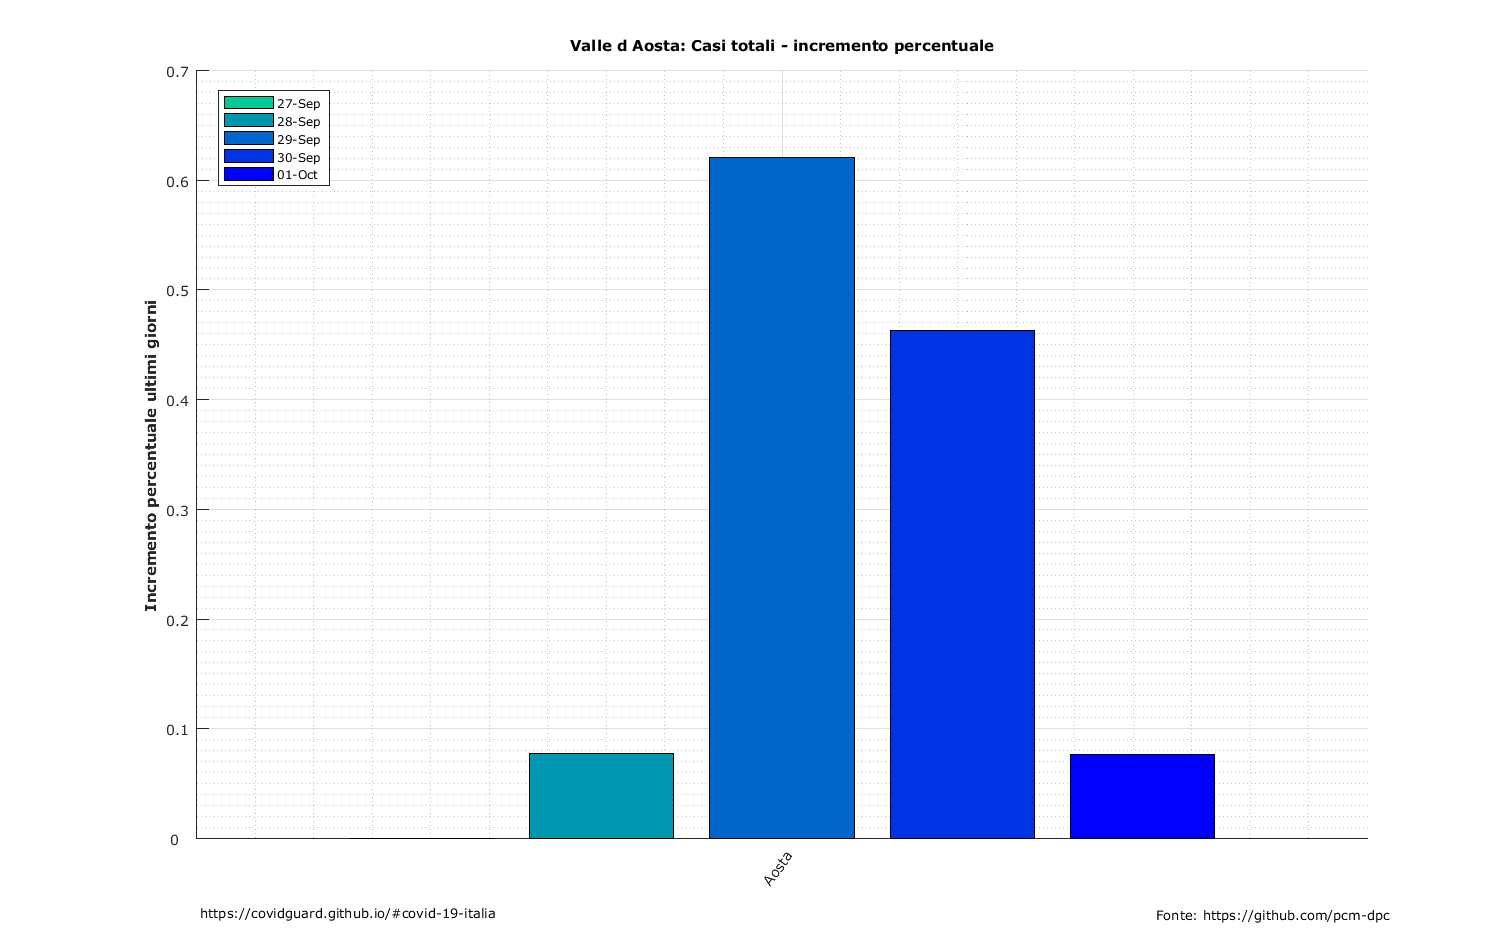 Valle d Aosta: Casi totali - incremento percentuale
0.7
0.6
0.5
0.4
0.3
0.2
0.1
0
Incremento percentuale ultimi giorni
27-Sep
28-Sep
29-Sep
30-Sep
01-Oct
Aosta
https://covidguard.github.io/#covid-19-italia
Fonte: https://github.com/pcm-dpc